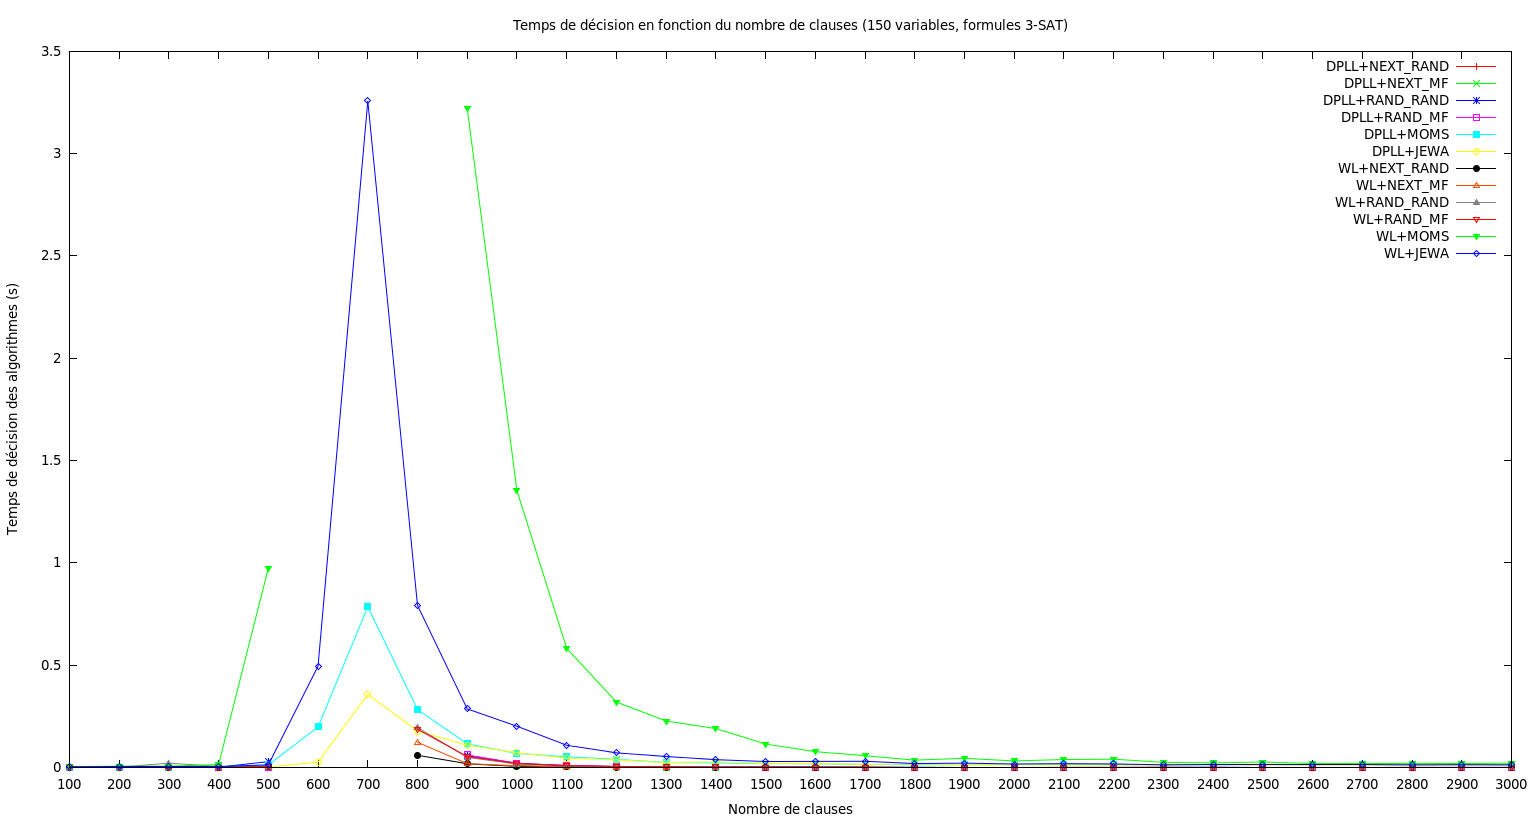 Temps de décision en fonction du nombre de clauses (150 variables, formules 3-SAT)
3.5
3
2.5
2
1.5
1
0.5
0
Temps de décision des algorithmes (s)
DPLL+NEXT_RAND
DPLL+NEXT_MF
DPLL+RAND_RAND
DPLL+RAND_MF
DPLL+MOMS
DPLL+JEWA
WL+NEXT_RAND
WL+NEXT_MF
WL+RAND_RAND
WL+RAND_MF
WL+MOMS
WL+JEWA
100 200 300 400 500 600 700 800 900 1000 1100 1200 1300 1400 1500 1600 1700 1800 1900 2000 2100 2200 2300 2400 2500 2600 2700 2800 2900 3000
Nombre de clauses